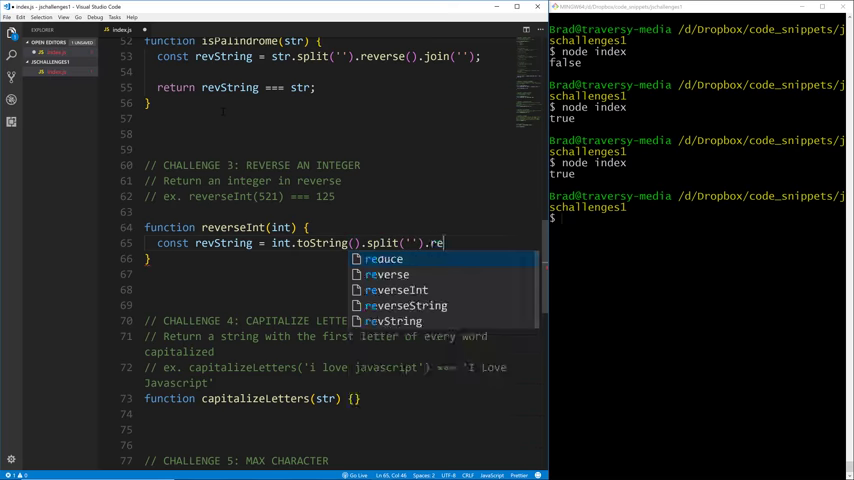 index.js - jschallenges1 - Visual Studio Code
File Edit Selection View Go Debug Tasks Help
EXPLORER
OPEN EDITORS 1 UNSAVED
index.js
JSCHALLENGES1
index.js
index.js
52 function isPalindrome(str) {
53 const revString = str.split('').reverse().join('');
54
55 return revString === str;
56 }
57
58
59
60 // CHALLENGE 3: REVERSE AN INTEGER
61 // Return an integer in reverse
62 // ex. reverseInt(521) === 125
63
64 function reverseInt(int) {
65 const revString = int.toString().split('').re
66 }
reduce
reverse
reverseInt
reverseString
revString
67
68
69
70 // CHALLENGE 4: CAPITALIZE LETTE
71 // Return a string with the first letter of every word
capitalized
72 // ex. capitalizeLetters('i love javascript') === 'I Love
Javascript'
73 function capitalizeLetters(str) {}
74
75
76
77 // CHALLENGE 5: MAX CHARACTER
1 0
Go Live Ln 65, Col 46 Spaces: 2 UTF-8 CRLF JavaScript Prettier
MINGW64:/d/Dropbox/code_snippets/jschallenges1
Brad@traversy-media /d/Dropbox/code_snippets/j
schallenges1
$ node index
false
Brad@traversy-media /d/Dropbox/code_snippets/j
schallenges1
$ node index
true
Brad@traversy-media /d/Dropbox/code_snippets/j
schallenges1
$ node index
true
Brad@traversy-media /d/Dropbox/code_snippets/j
schallenges1
$